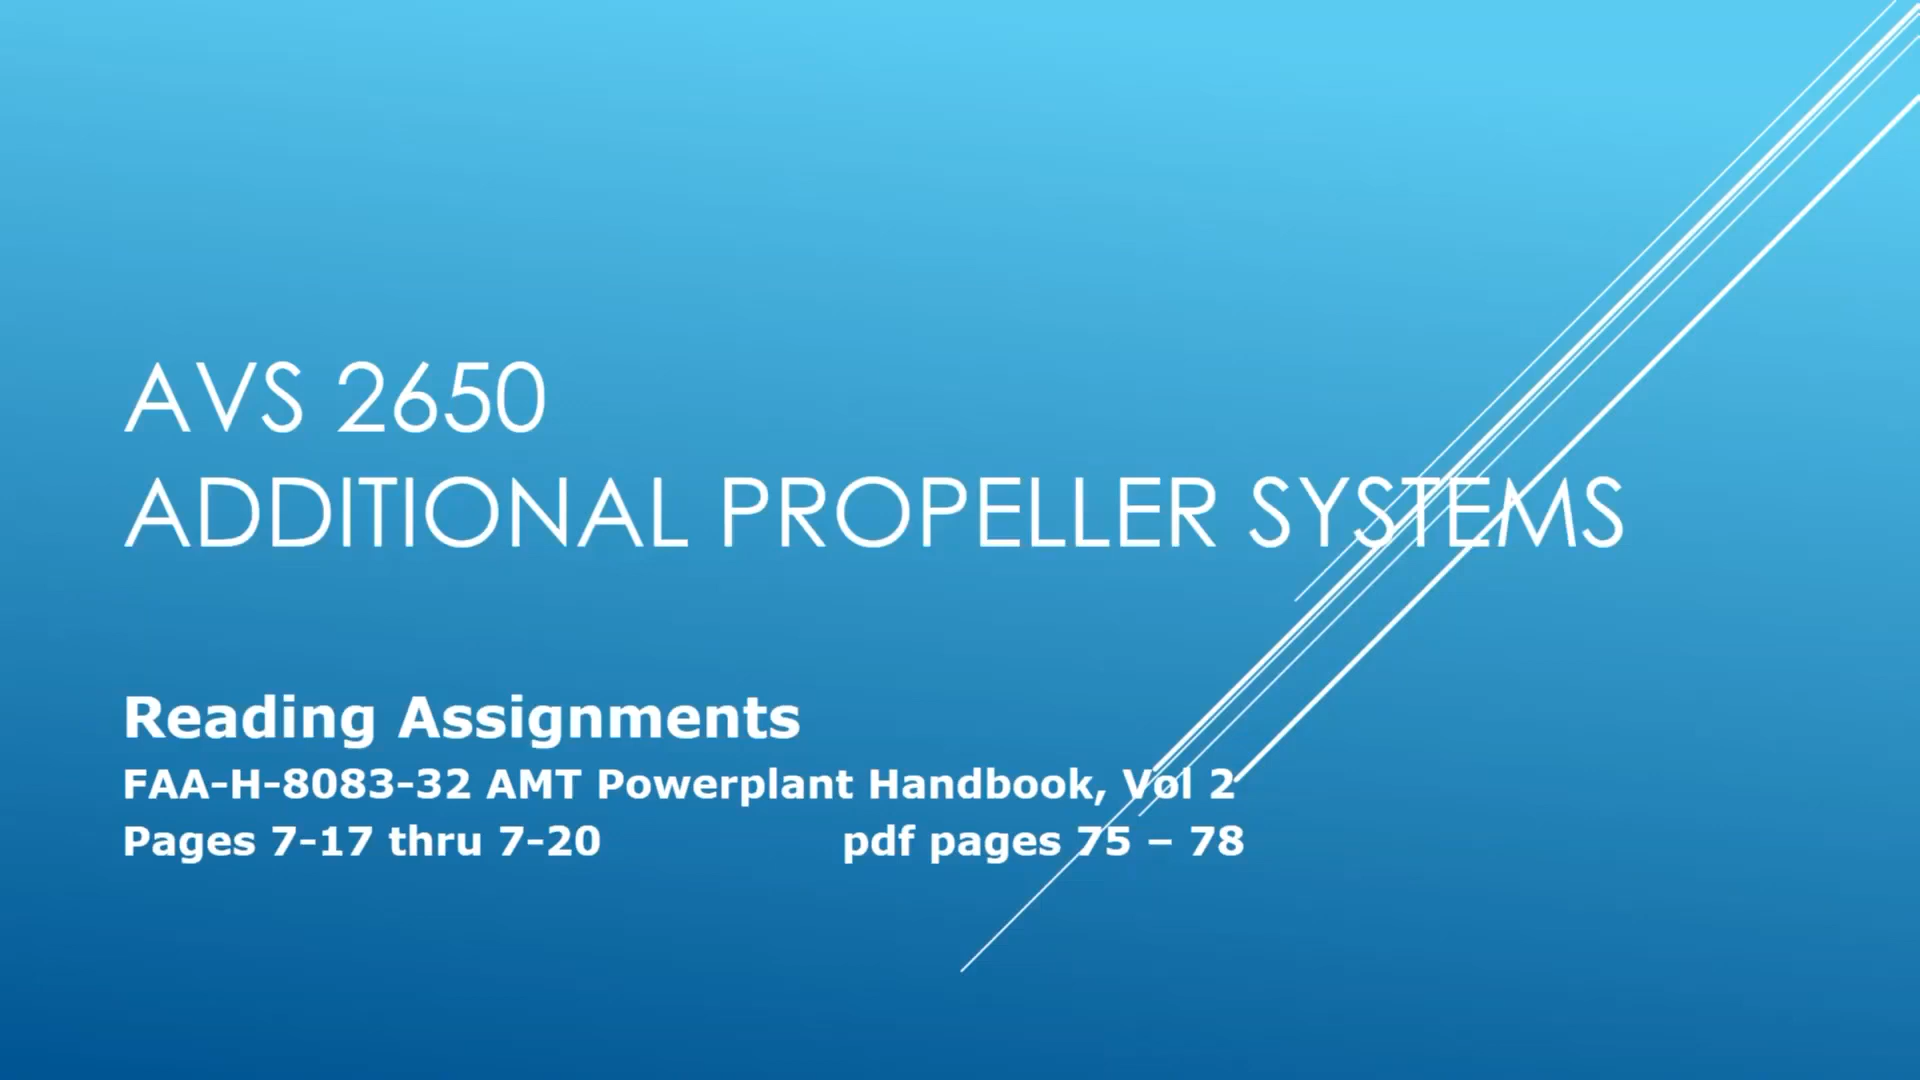 AVS 2650
ADDITIONAL PROPELLER SYSTEMS
Reading Assignments
FAA-H-8083-32 AMT Powerplant Handbook, Vol 2
Pages 7-17 thru 7-20 pdf pages 75 – 78